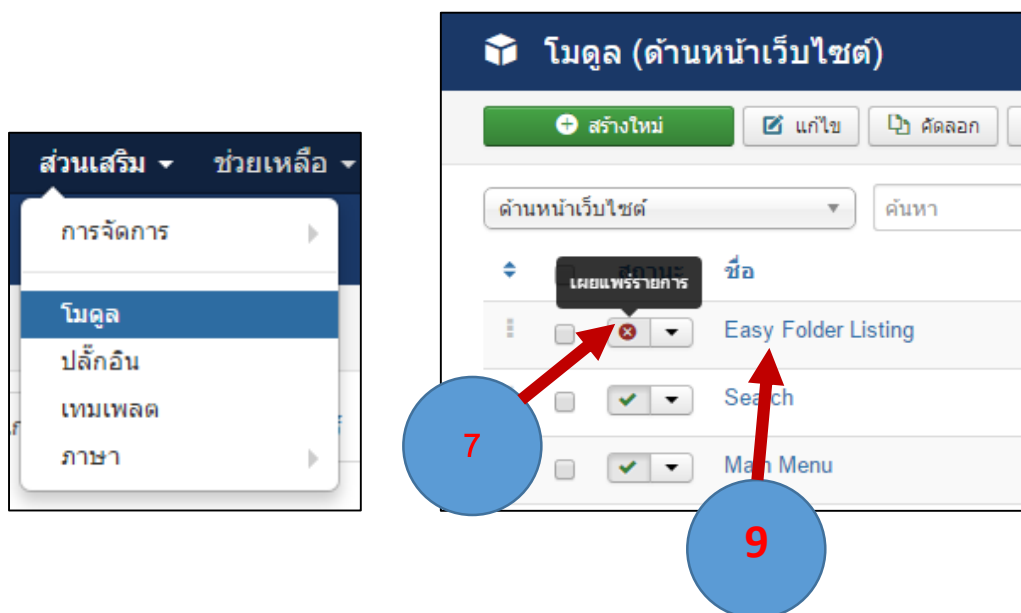 ส่วนเสริม ช่วยเหลือ
การจัดการ
โมดูล
ปลั๊กอิน
เทมเพลต
ภาษา
โมดูล (ด้านหน้าเว็บไซต์)
สร้างใหม่ แก้ไข คัดลอก
ด้านหน้าเว็บไซต์ ค้นหา
ชื่อ
เผยแพร่รายการ
Easy Folder Listing
Search
Main Menu
7
9